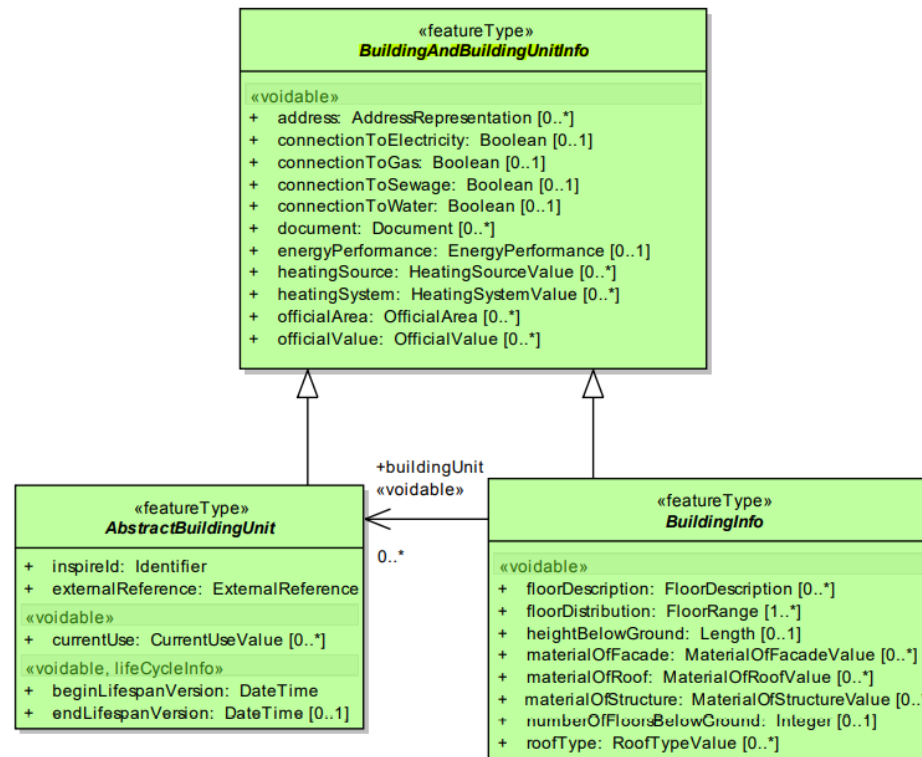 «featureType»
BuildingAndBuildingUnitInfo
«voidable»
+ address: AddressRepresentation [0..*]
+ connectionToElectricity: Boolean [0..1]
+ connectionToGas: Boolean [0..1]
+ connectionToSewage: Boolean [0..1]
+ connectionToWater: Boolean [0..1]
+ document: Document [0..*]
+ energyPerformance: EnergyPerformance [0..1]
+ heatingSource: HeatingSourceValue [0..*]
+ heatingSystem: HeatingSystemValue [0..*]
+ officialArea: OfficialArea [0..*]
+ officialValue: OfficialValue [0..*]
+buildingUnit
«voidable»
0..*
«featureType»
AbstractBuildingUnit
+ inspireId: Identifier
+ externalReference: ExternalReference
«voidable»
+ currentUse: CurrentUseValue [0..*]
«voidable, lifeCycleInfo»
+ beginLifespanVersion: DateTime
+ endLifespanVersion: DateTime [0..1]
«featureType»
BuildingInfo
«voidable»
+ floorDescription: FloorDescription [0..*]
+ floorDistribution: FloorRange [1..*]
+ heightBelowGround: Length [0..1]
+ materialOfFacade: MaterialOfFacadeValue [0..*]
+ materialOfRoof: MaterialOfRoofValue [0..*]
+ materialOfStructure: MaterialOfStructureValue [0..
+ numberOfFloorsBelowGround: Integer [0..1]
+ roofType: RoofTypeValue [0..*]